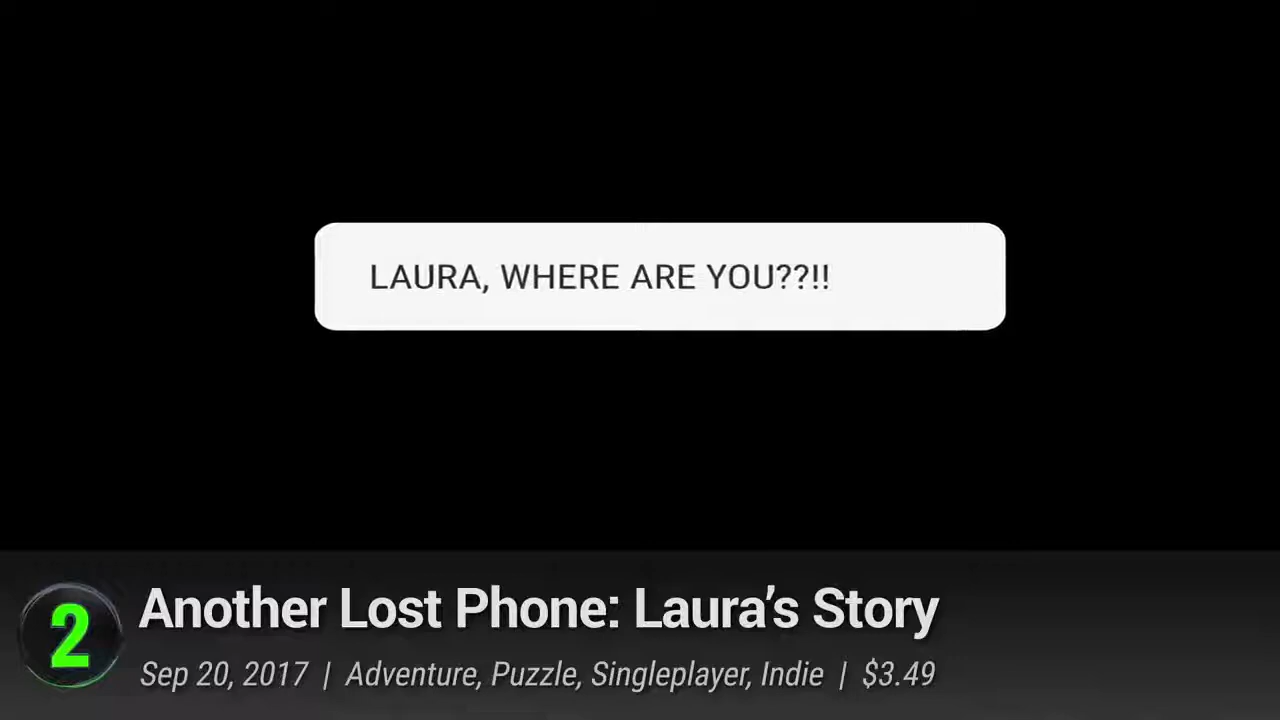 LAURA, WHERE ARE YOU??!!
2
Another Lost Phone: Laura’s Story
Sep 20, 2017 | Adventure, Puzzle, Singleplayer, Indie | $3.49